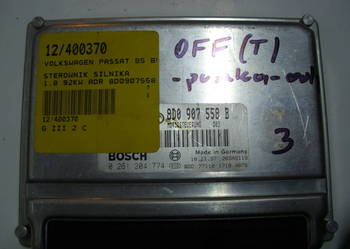 12/400370
VOLKSWAGEN PASSAT B5
STEROWNIK SILNIKA
1.8 92KW ADR 8D0907558
12/400370
G III 2 C
OFF (T)
3
8D0 907 558 B
BOSCH
Made in Germany
0 261 204 774